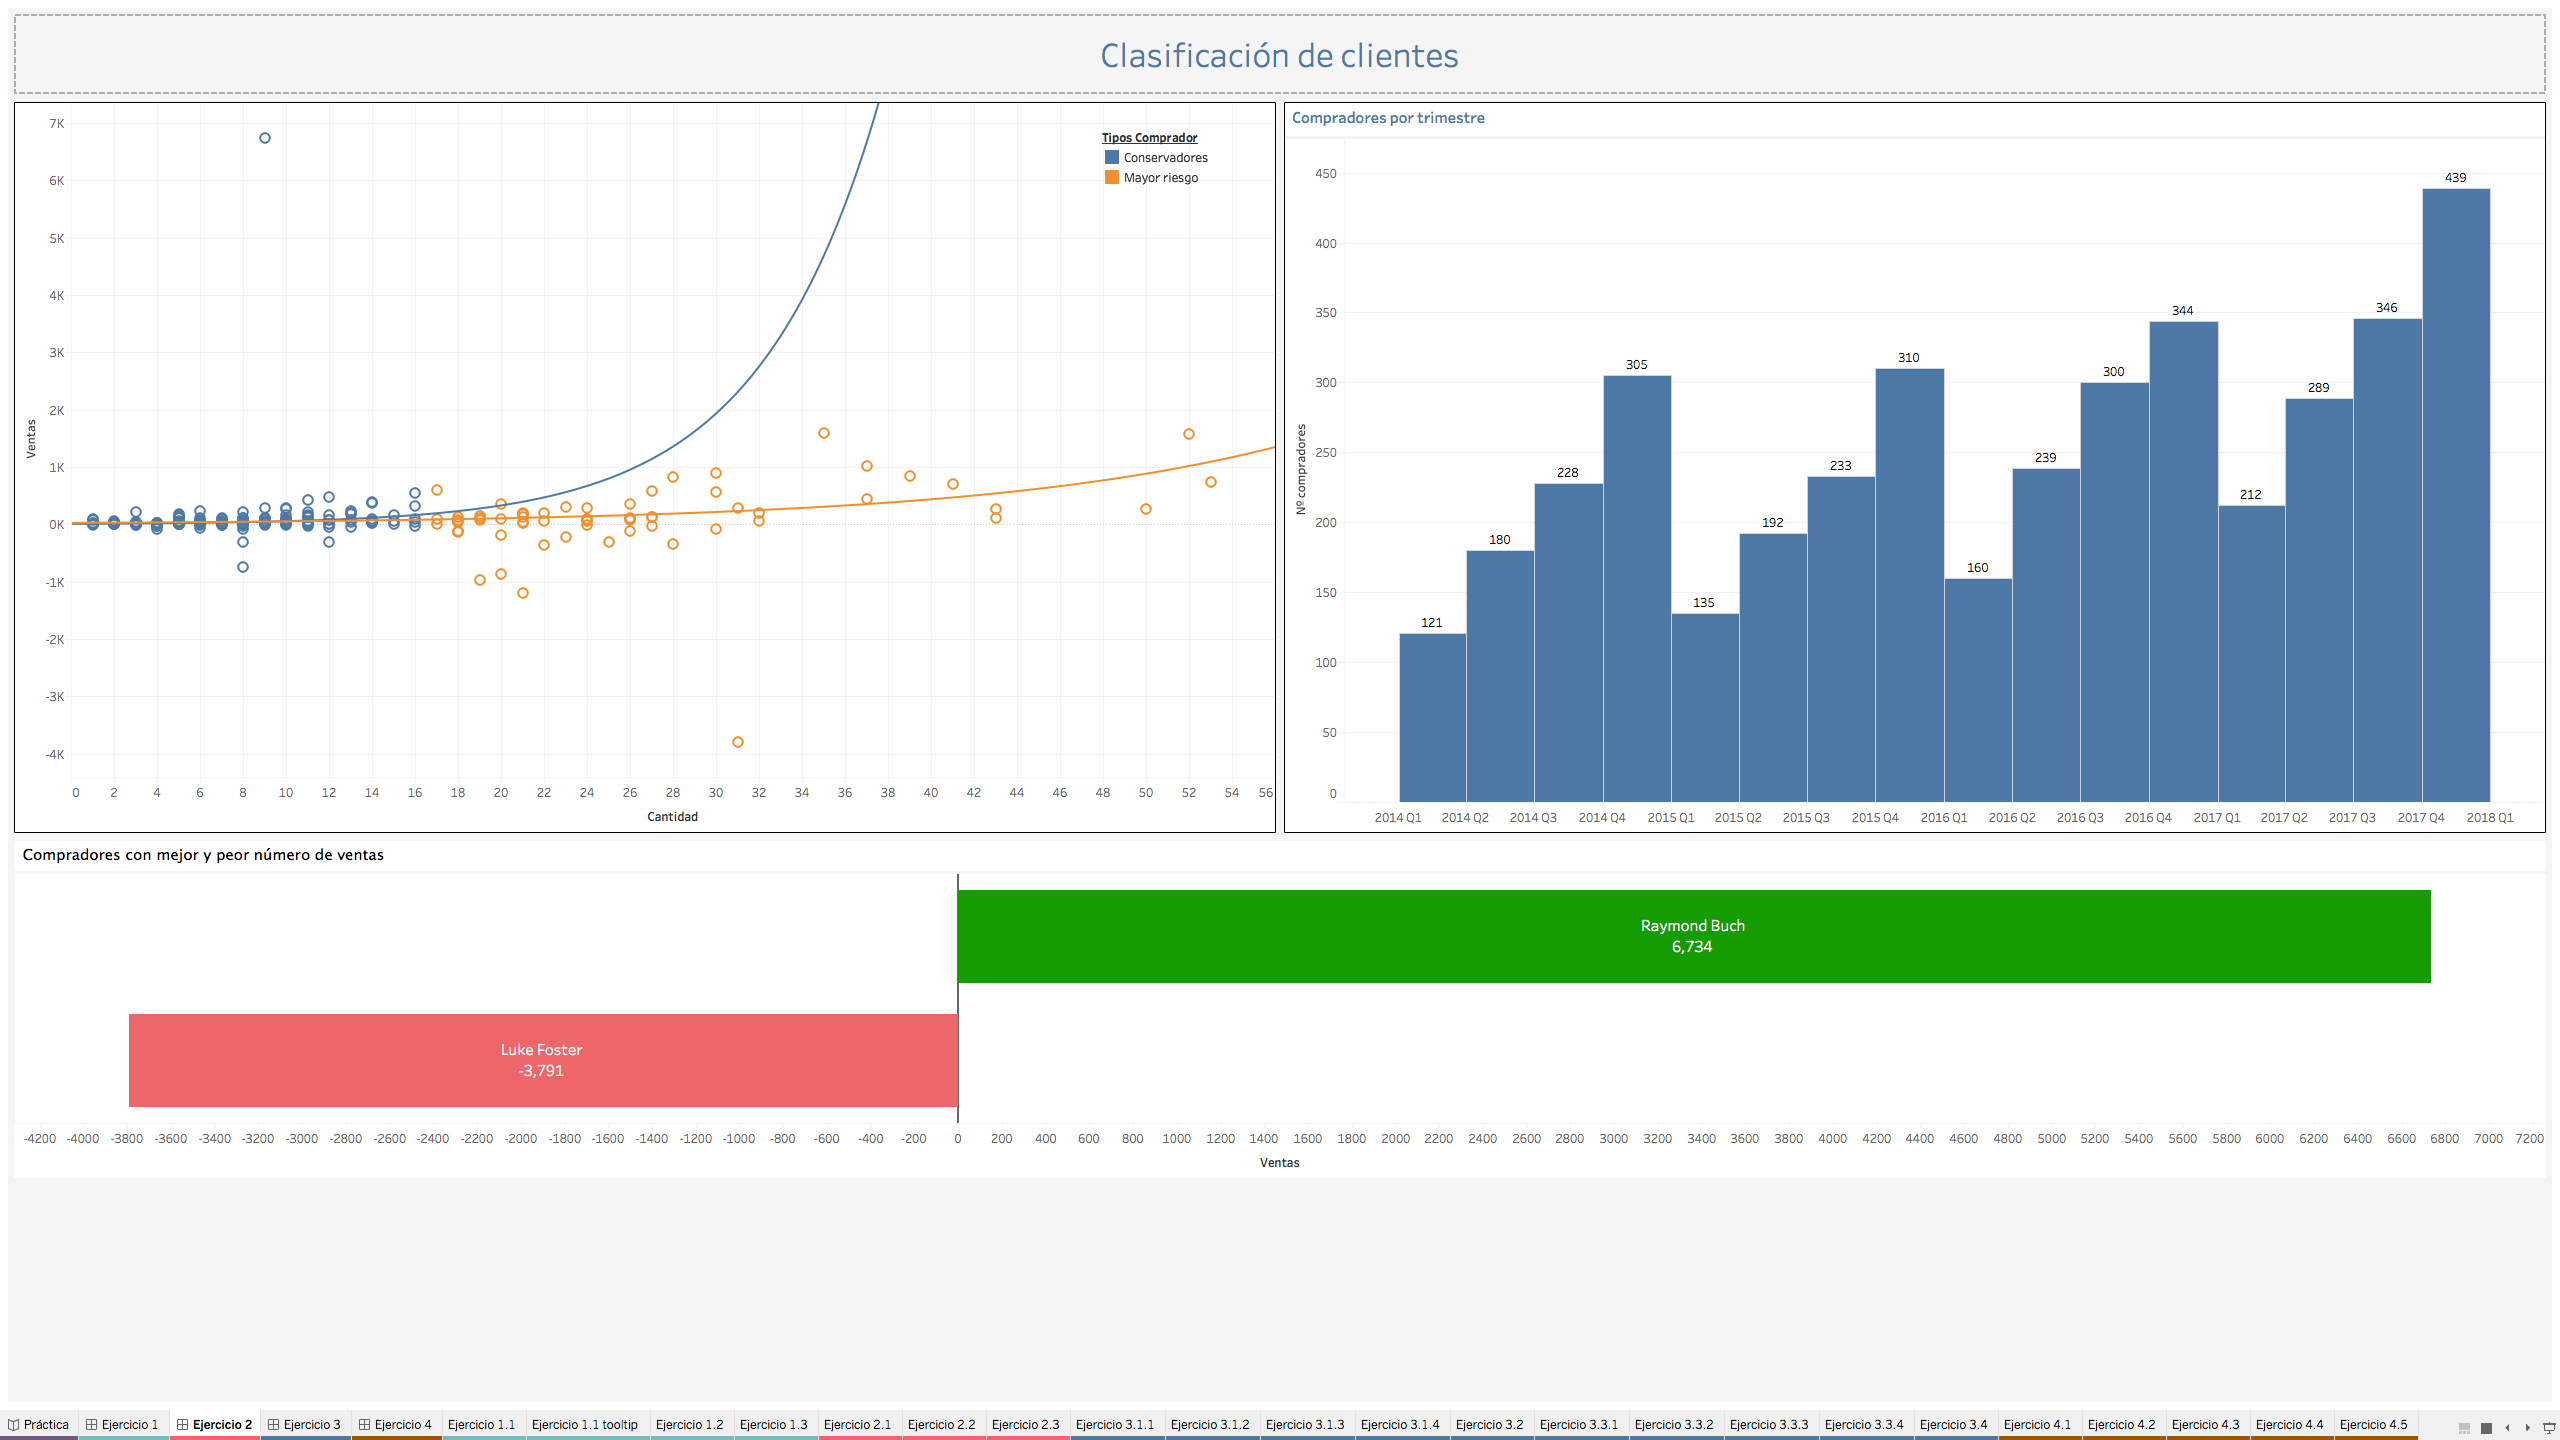 Clasificación de clientes
7K
6K
5K
4K
3K
2K
1K
0K
-1K
-2K
-3K
-4K
Ventas
Tipos Comprador
Conservadores
Mayor riesgo
0 2 4 6 8 10 12 14 16 18 20 22 24 26 28 30 32 34 36 38 40 42 44 46 48 50 52 54 56
Cantidad
Compradores por trimestre
450
400
350
300
250
200
150
100
50
0
Nº compradores
121 180 228 305 135 192 233 310 160 239 300 344 212 289 346 439
2014 Q1 2014 Q2 2014 Q3 2014 Q4 2015 Q1 2015 Q2 2015 Q3 2015 Q4 2016 Q1 2016 Q2 2016 Q3 2016 Q4 2017 Q1 2017 Q2 2017 Q3 2017 Q4 2018 Q1
Compradores con mejor y peor número de ventas
Raymond Buch
6,734
Luke Foster
-3,791
-4200 -4000 -3800 -3600 -3400 -3200 -3000 -2800 -2600 -2400 -2200 -2000 -1800 -1600 -1400 -1200 -1000 -800 -600 -400 -200 0 200 400 600 800 1000 1200 1400 1600 1800 2000 2200 2400 2600 2800 3000 3200 3400 3600 3800 4000 4200 4400 4600 4800 5000 5200 5400 5600 5800 6000 6200 6400 6600 6800 7000 7200
Ventas
Práctica Ejercicio 1 Ejercicio 2 Ejercicio 3 Ejercicio 4 Ejercicio 1.1 Ejercicio 1.1 tooltip Ejercicio 1.2 Ejercicio 1.3 Ejercicio 2.1 Ejercicio 2.2 Ejercicio 2.3 Ejercicio 3.1.1 Ejercicio 3.1.2 Ejercicio 3.1.3 Ejercicio 3.1.4 Ejercicio 3.2 Ejercicio 3.3.1 Ejercicio 3.3.2 Ejercicio 3.3.3 Ejercicio 3.3.4 Ejercicio 3.4 Ejercicio 4.1 Ejercicio 4.2 Ejercicio 4.3 Ejercicio 4.4 Ejercicio 4.5